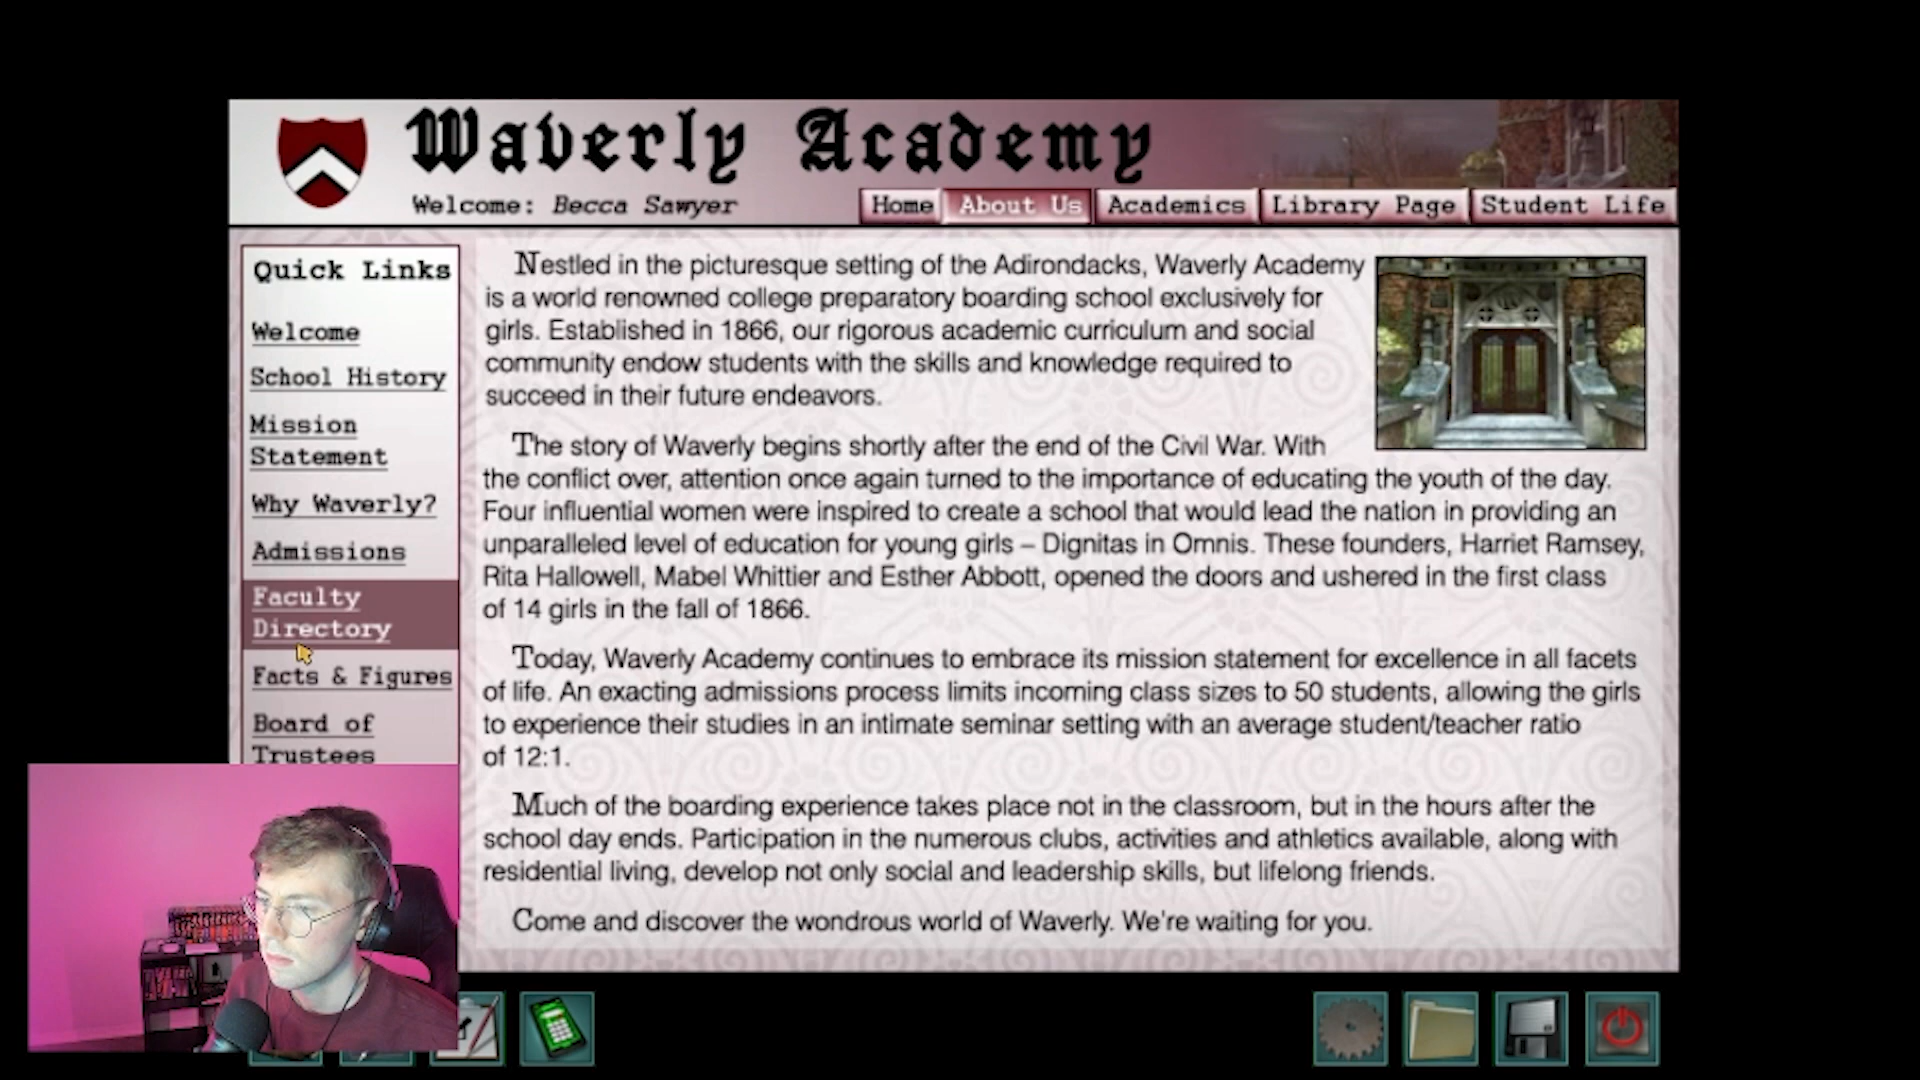 Waverly Academy
Welcome: Becca Sawyer
Home
About Us
Academics
Library Page
Student Life
Quick Links
Welcome
School History
Mission
Statement
Why Waverly?
Admissions
Faculty
Directory
Facts & Figures
Board of
Trustees
Nestled in the picturesque setting of the Adirondacks, Waverly Academy
is a world renowned college preparatory boarding school exclusively for
girls. Established in 1866, our rigorous academic curriculum and social
community endow students with the skills and knowledge required to
succeed in their future endeavors.
The story of Waverly begins shortly after the end of the Civil War. With
the conflict over, attention once again turned to the importance of educating the youth of the day.
Four influential women were inspired to create a school that would lead the nation in providing an
unparalleled level of education for young girls – Dignitas in Omnis. These founders, Harriet Ramsey,
Rita Hallowell, Mabel Whittier and Esther Abbott, opened the doors and ushered in the first class
of 14 girls in the fall of 1866.
Today, Waverly Academy continues to embrace its mission statement for excellence in all facets
of life. An exacting admissions process limits incoming class sizes to 50 students, allowing the girls
to experience their studies in an intimate seminar setting with an average student/teacher ratio
of 12:1.
Much of the boarding experience takes place not in the classroom, but in the hours after the
school day ends. Participation in the numerous clubs, activities and athletics available, along with
residential living, develop not only social and leadership skills, but lifelong friends.
Come and discover the wondrous world of Waverly. We're waiting for you.